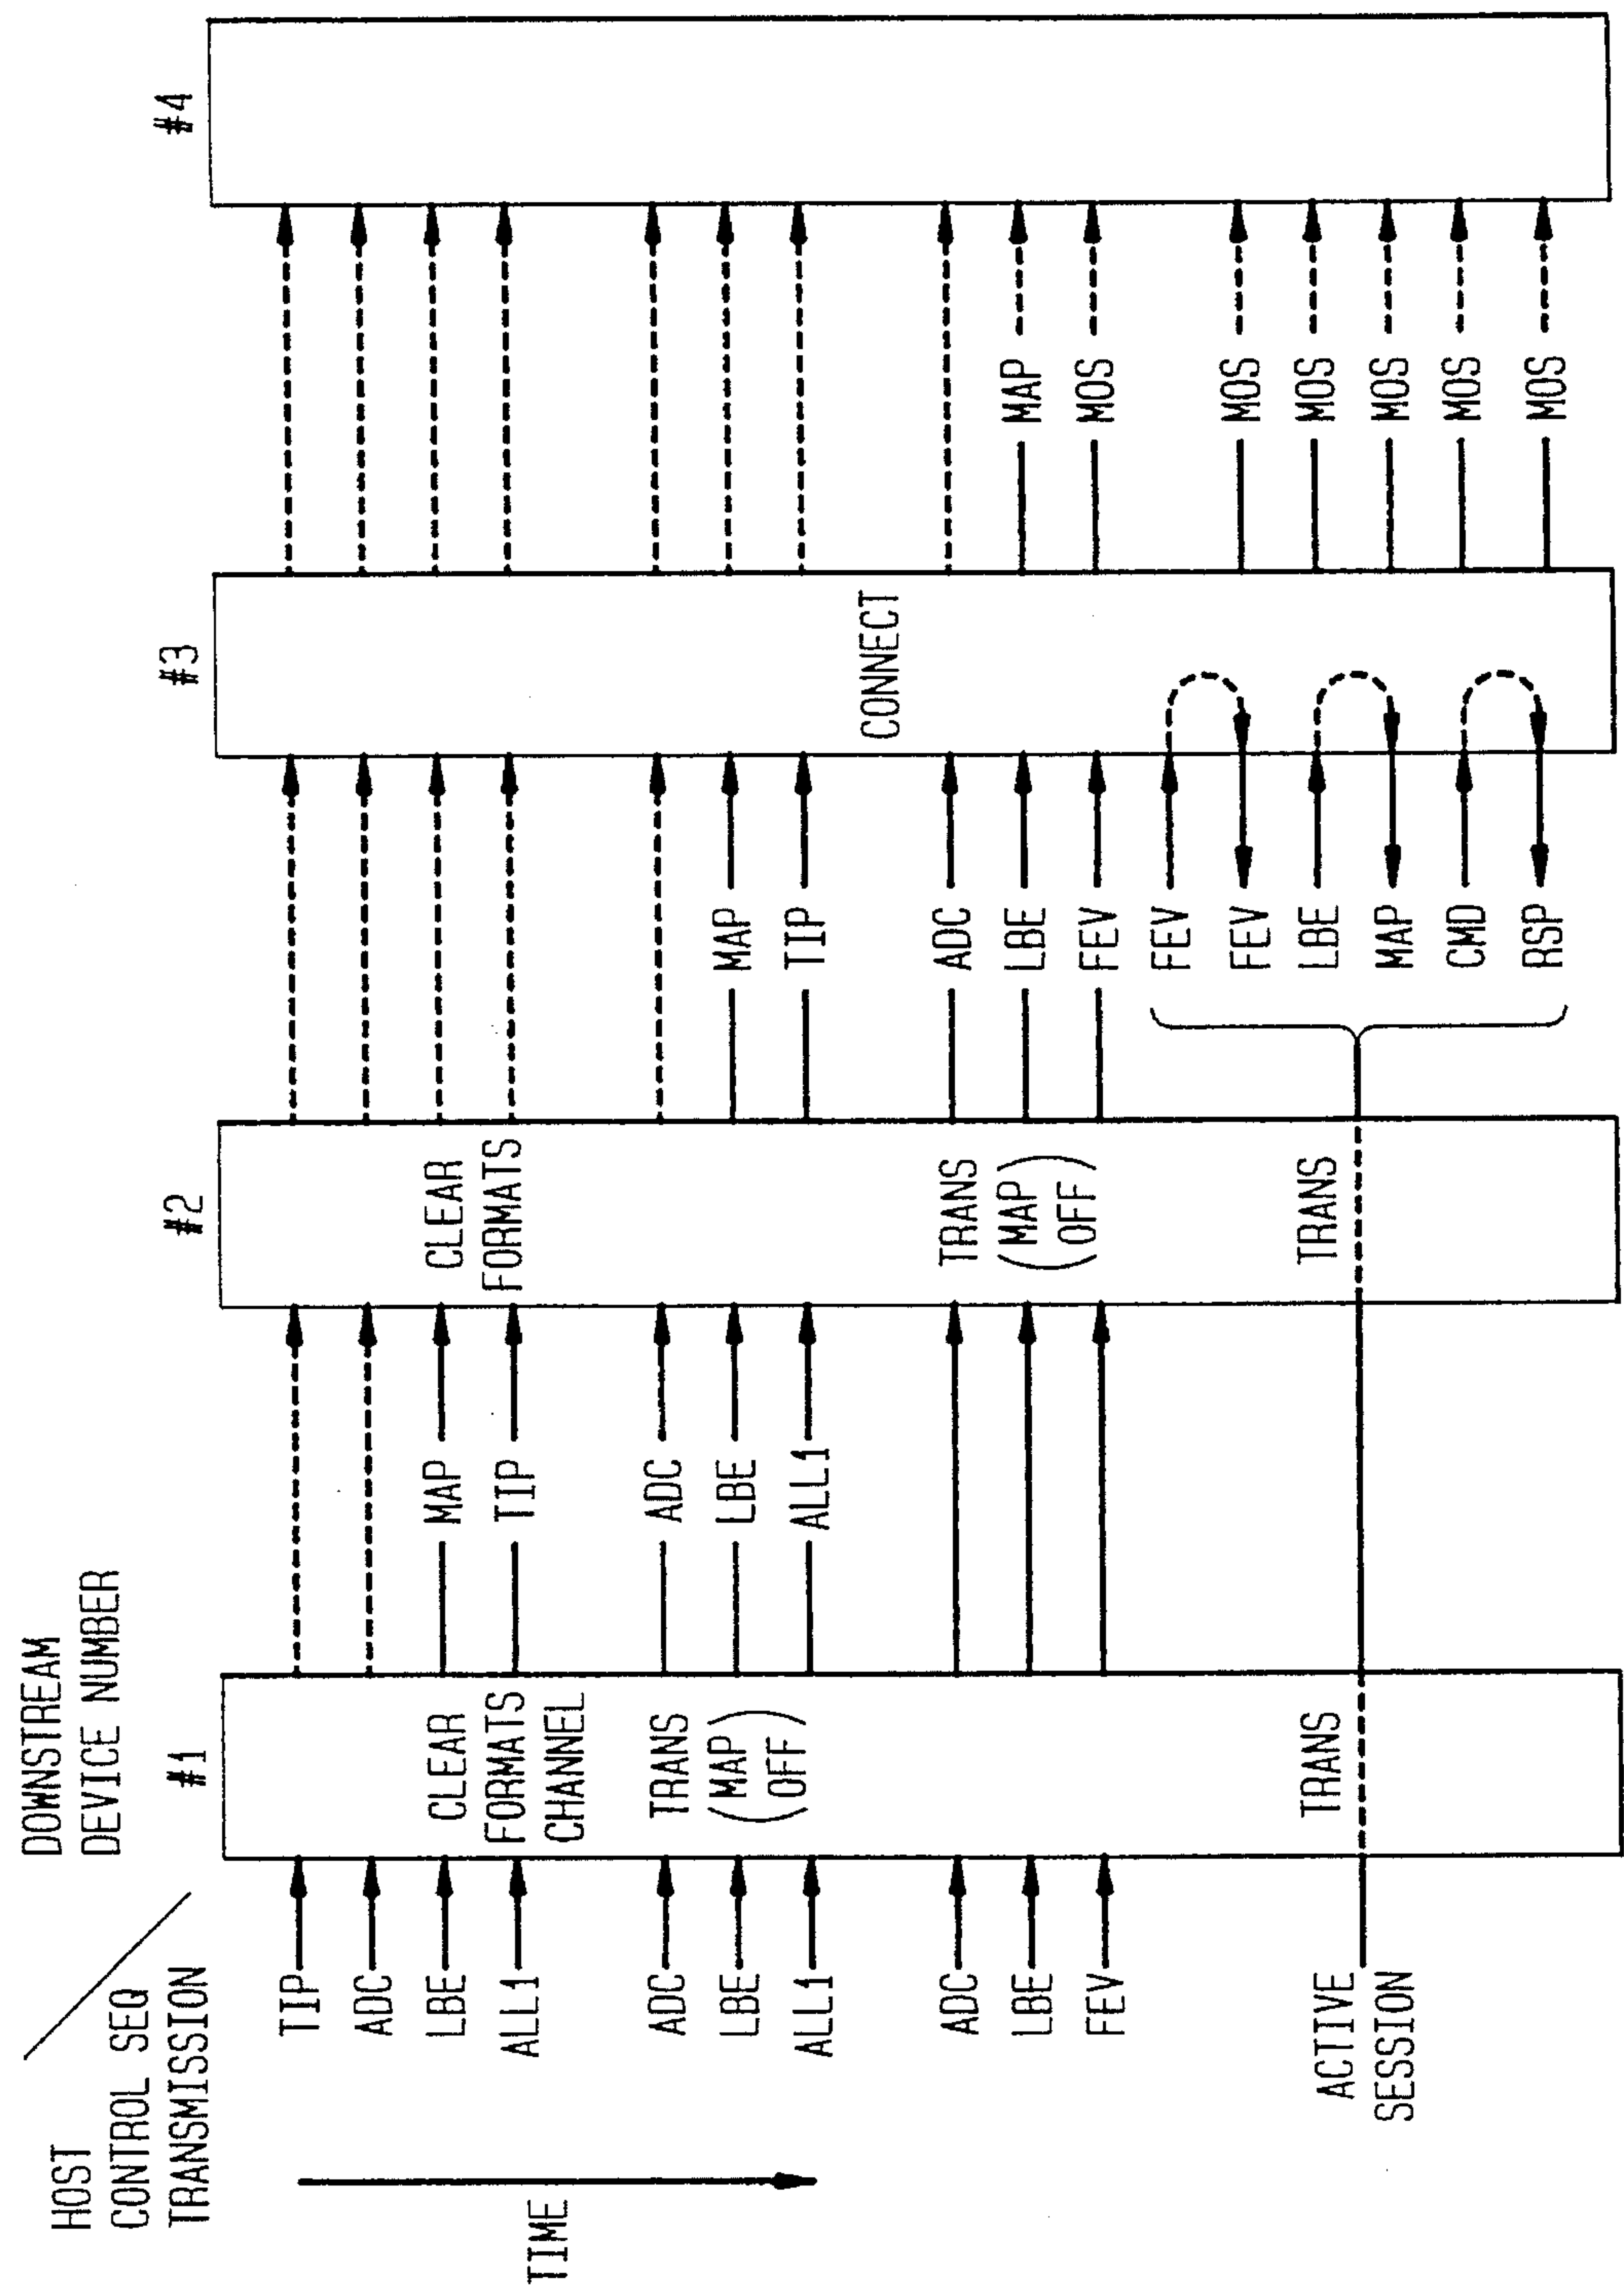 HOST
CONTROL SEQ
TRANSMISSION
DOWNSTREAM
DEVICE NUMBER
#1
#2
#3
#4
TIME
TIP
ADC
LBE
ALL1
CLEAR
FORMATS
CHANNEL
MAP
TIP
CLEAR
FORMATS
ADC
LBE
ALL1
TRANS
(MAP)
(OFF)
ADC
LBE
ALL1
MAP
TIP
CONNECT
ADC
LBE
FEV
TRANS
(MAP)
(OFF)
ADC
LBE
FEV
MAP
MOS
ACTIVE
SESSION
TRANS
TRANS
FEV
FEV
LBE
MAP
CMD
RSP
MOS
MOS
MOS
MOS
MOS